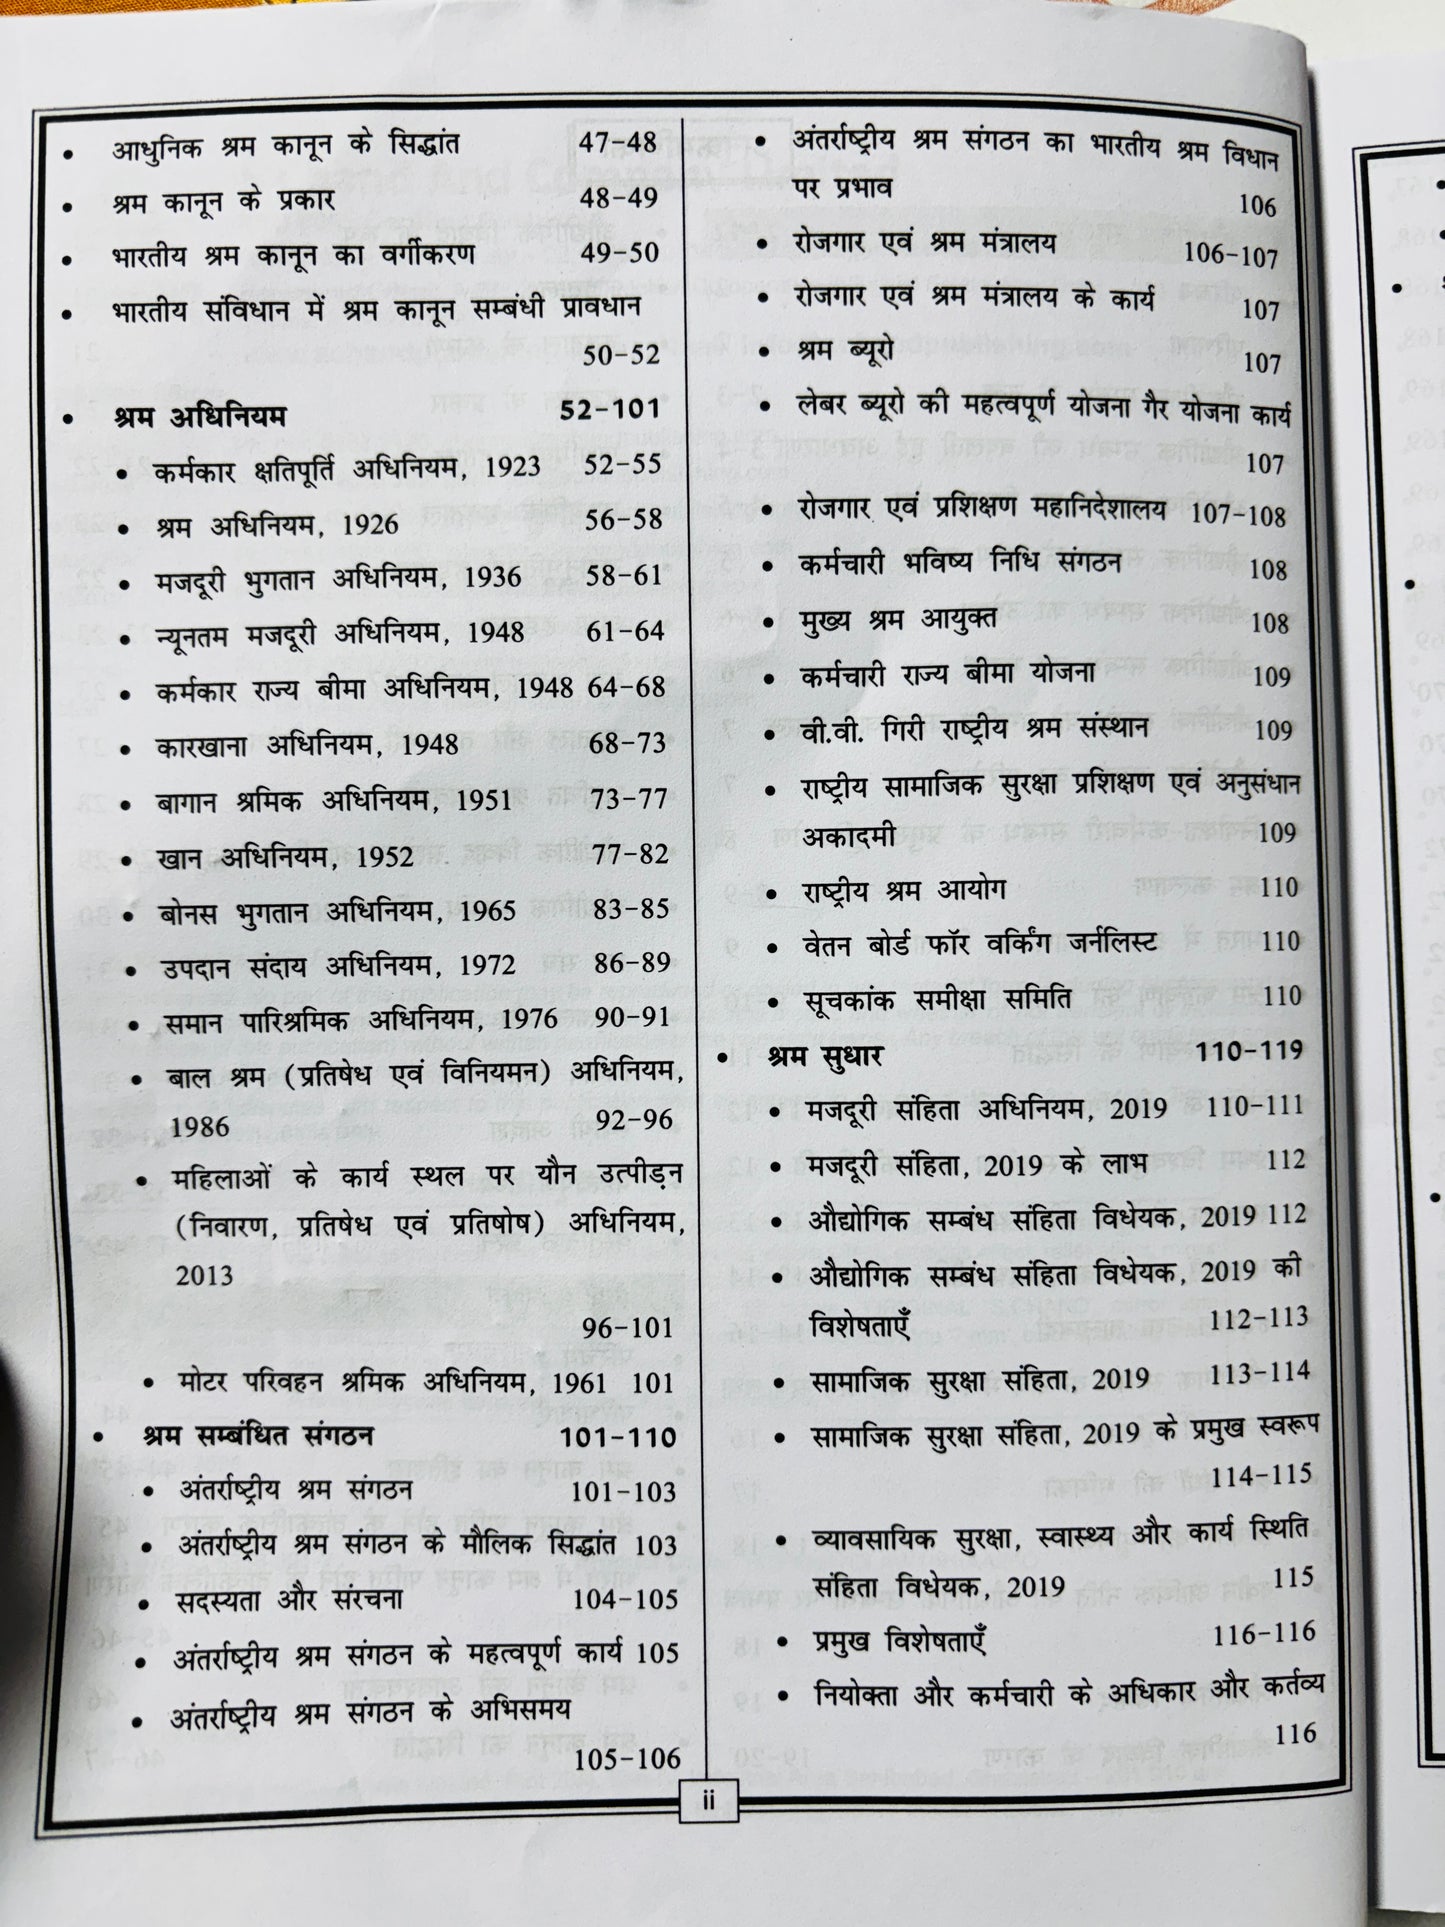 • आधुनिक श्रम कानून के सिद्धांत 47-48
• श्रम कानून के प्रकार 48-49
• भारतीय श्रम कानून का वर्गीकरण 49-50
• भारतीय संविधान में श्रम कानून सम्बंधी प्रावधान
50-52
• श्रम अधिनियम 52-101
• कर्मकार क्षतिपूर्ति अधिनियम, 1923 52-55
• श्रम अधिनियम, 1926 56-58
• मजदूरी भुगतान अधिनियम, 1936 58-61
• न्यूनतम मजदूरी अधिनियम, 1948 61-64
• कर्मकार राज्य बीमा अधिनियम, 1948 64-68
• कारखाना अधिनियम, 1948 68-73
• बागान श्रमिक अधिनियम, 1951 73-77
• खान अधिनियम, 1952 77-82
• बोनस भुगतान अधिनियम, 1965 83-85
• उपदान संदाय अधिनियम, 1972 86-89
• समान पारिश्रमिक अधिनियम, 1976 90-91
• बाल श्रम (प्रतिषेध एवं विनियमन) अधिनियम,
1986 92-96
• महिलाओं के कार्य स्थल पर यौन उत्पीड़न
(निवारण, प्रतिषेध एवं प्रतिषोष) अधिनियम,
2013
96-101
• मोटर परिवहन श्रमिक अधिनियम, 1961 101
• श्रम सम्बंधित संगठन 101-110
• अंतर्राष्ट्रीय श्रम संगठन 101-103
• अंतर्राष्ट्रीय श्रम संगठन के मौलिक सिद्धांत 103
• सदस्यता और संरचना 104-105
• अंतर्राष्ट्रीय श्रम संगठन के महत्वपूर्ण कार्य 105
• अंतर्राष्ट्रीय श्रम संगठन के अभिसमय
105-106
• अंतर्राष्ट्रीय श्रम संगठन का भारतीय श्रम विधान
पर प्रभाव 106
• रोजगार एवं श्रम मंत्रालय 106-107
• रोजगार एवं श्रम मंत्रालय के कार्य 107
• श्रम ब्यूरो 107
• लेबर ब्यूरो की महत्वपूर्ण योजना गैर योजना कार्य
107
• रोजगार एवं प्रशिक्षण महानिदेशालय 107-108
• कर्मचारी भविष्य निधि संगठन 108
• मुख्य श्रम आयुक्त 108
• कर्मचारी राज्य बीमा योजना 109
• वी.वी. गिरी राष्ट्रीय श्रम संस्थान 109
• राष्ट्रीय सामाजिक सुरक्षा प्रशिक्षण एवं अनुसंधान
अकादमी 109
• राष्ट्रीय श्रम आयोग 110
• वेतन बोर्ड फॉर वर्किंग जर्नलिस्ट 110
• सूचकांक समीक्षा समिति 110
• श्रम सुधार 110-119
• मजदूरी संहिता अधिनियम, 2019 110-111
• मजदूरी संहिता, 2019 के लाभ 112
• औद्योगिक सम्बंध संहिता विधेयक, 2019 112
• औद्योगिक सम्बंध संहिता विधेयक, 2019 की
विशेषताएँ 112-113
• सामाजिक सुरक्षा संहिता, 2019 113-114
• सामाजिक सुरक्षा संहिता, 2019 के प्रमुख स्वरूप
114-115
• व्यावसायिक सुरक्षा, स्वास्थ्य और कार्य स्थिति
संहिता विधेयक, 2019 115
• प्रमुख विशेषताएँ 116-116
• नियोक्ता और कर्मचारी के अधिकार और कर्तव्य
116
ii